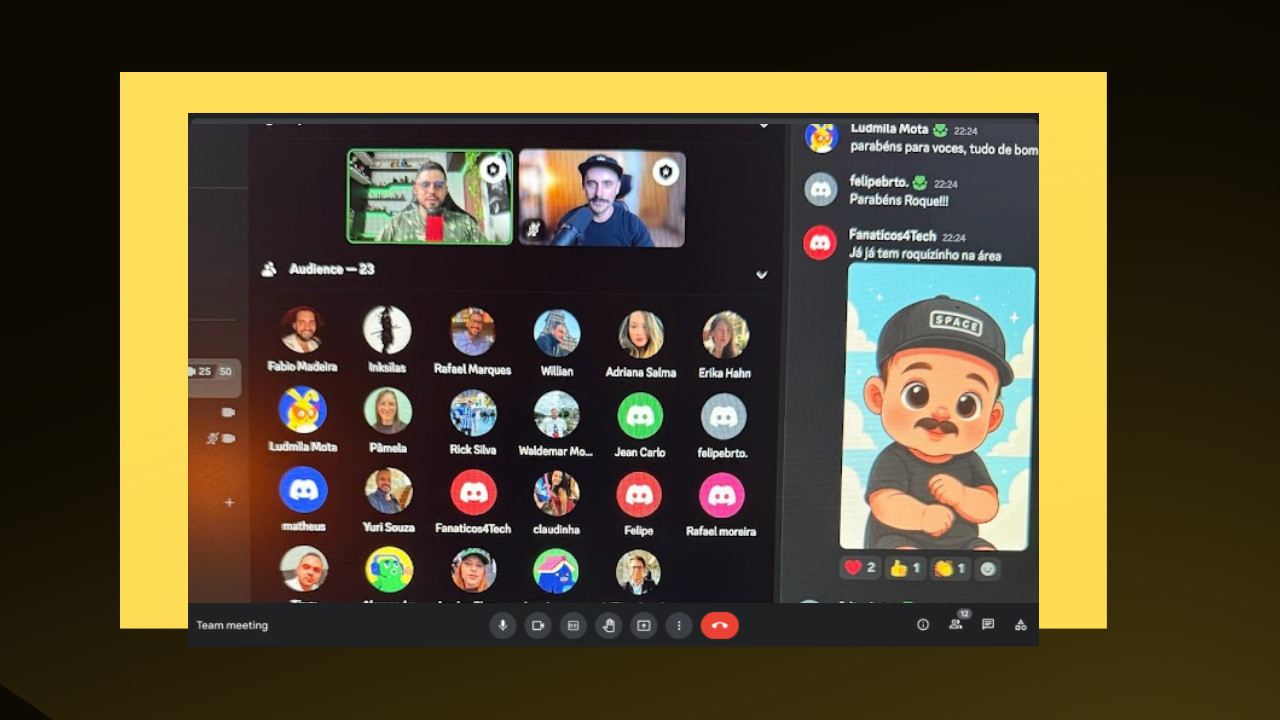 Audience — 23
Fabio Madeira
Inksilas
Rafael Marques
Willian
Adriana Salma
Erika Hahn
Ludmila Mota
Pâmela
Rick Silva
Waldemar Mo...
Jean Carlo
felipebrto.
matheus
Yuri Souza
Fanaticos4Tech
claudinha
Felipe
Rafael moreira
25 50
Ludmila Mota 22:24
parabéns para voces, tudo de bom
felipebrto. 22:24
Parabéns Roque!!!
Fanaticos4Tech 22:24
Já já tem roquizinho na área
SPACE
2 1 1
Team meeting
12